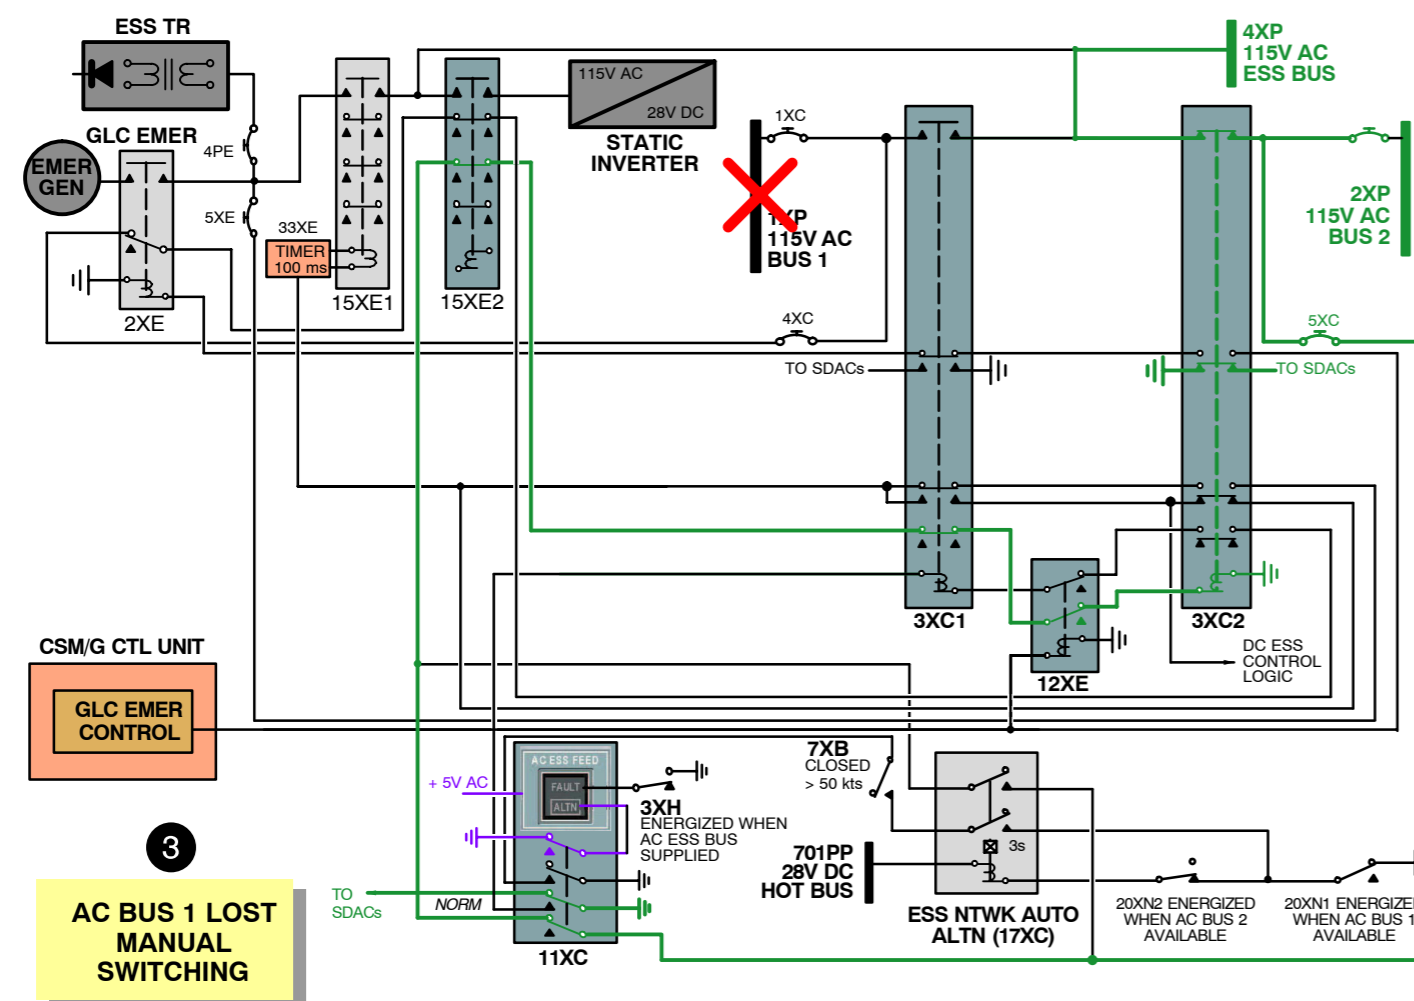 ESS TR
4XP
115V AC
ESS BUS
115V AC
28V DC
STATIC
INVERTER
GLC EMER
4PE
EMER
GEN
5XE
33XE
TIMER
100 ms
15XE1
15XE2
2XE
1XC
1XP
115V AC
BUS 1
2XP
115V AC
BUS 2
4XC
5XC
TO SDACs
TO SDACs
3XC1
3XC2
12XE
DC ESS
CONTROL
LOGIC
CSM/G CTL UNIT
GLC EMER
CONTROL
AC ESS FEED
FAULT
ALTN
+ 5V AC
3XH
ENERGIZED WHEN
AC ESS BUS
SUPPLIED
7XB
CLOSED
> 50 kts
3s
701PP
28V DC
HOT BUS
ESS NTWK AUTO
ALTN (17XC)
20XN2 ENERGIZED
WHEN AC BUS 2
AVAILABLE
20XN1 ENERGIZED
WHEN AC BUS 1
AVAILABLE
TO
SDACs
NORM
11XC
3
AC BUS 1 LOST
MANUAL
SWITCHING